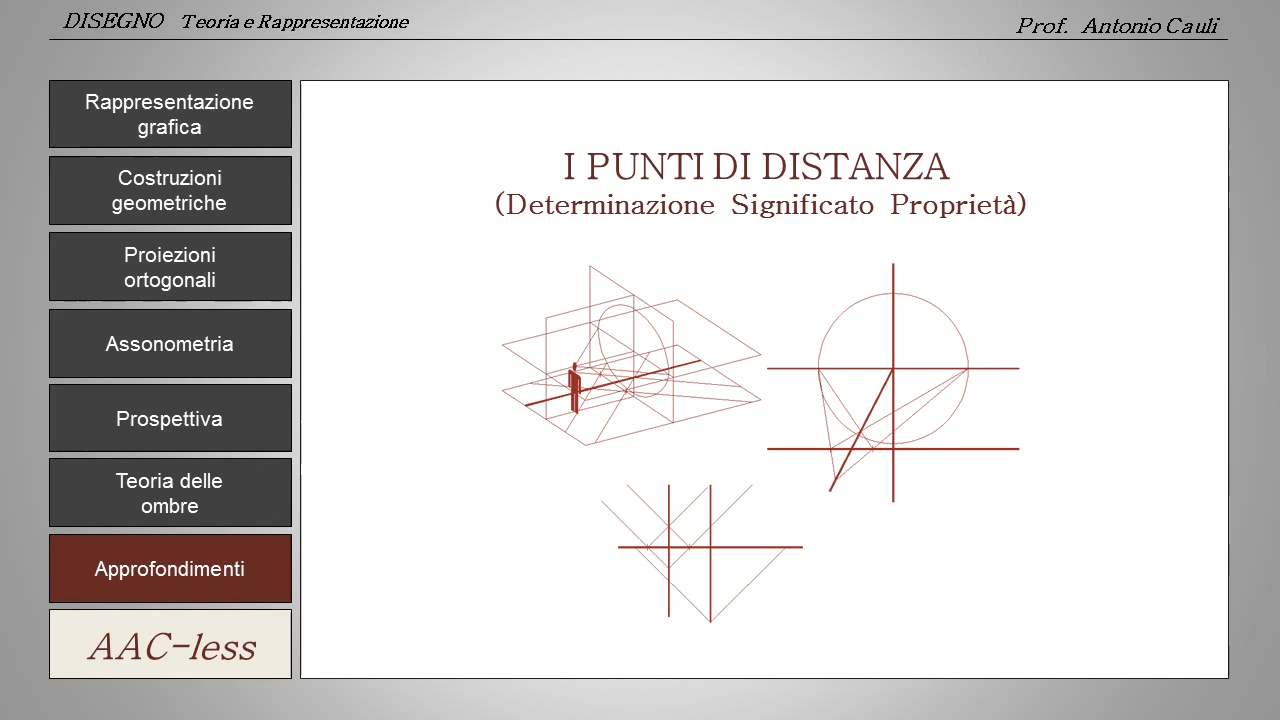 DISEGNO Teoria e Rappresentazione
Prof. Antonio Cauli
Rappresentazione
grafica
Costruzioni
geometriche
Proiezioni
ortogonali
Assonometria
Prospettiva
Teoria delle
ombre
Approfondimenti
AAC-less
I PUNTI DI DISTANZA
(Determinazione Significato Proprietà)